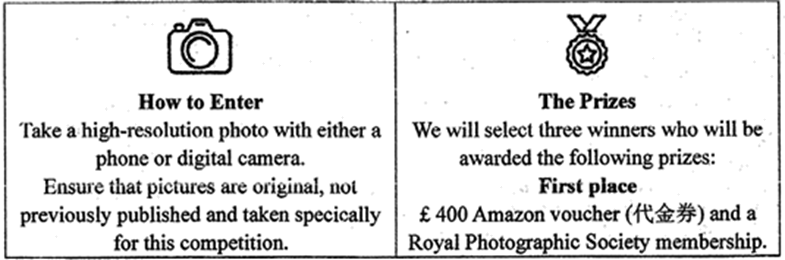 How to Enter
Take a high-resolution photo with either a
phone or digital camera.
Ensure that pictures are original, not
previously published and taken specically
for this competition.
The Prizes
We will select three winners who will be
awarded the following prizes:
First place
£ 400 Amazon voucher (代金券) and a
Royal Photographic Society membership.